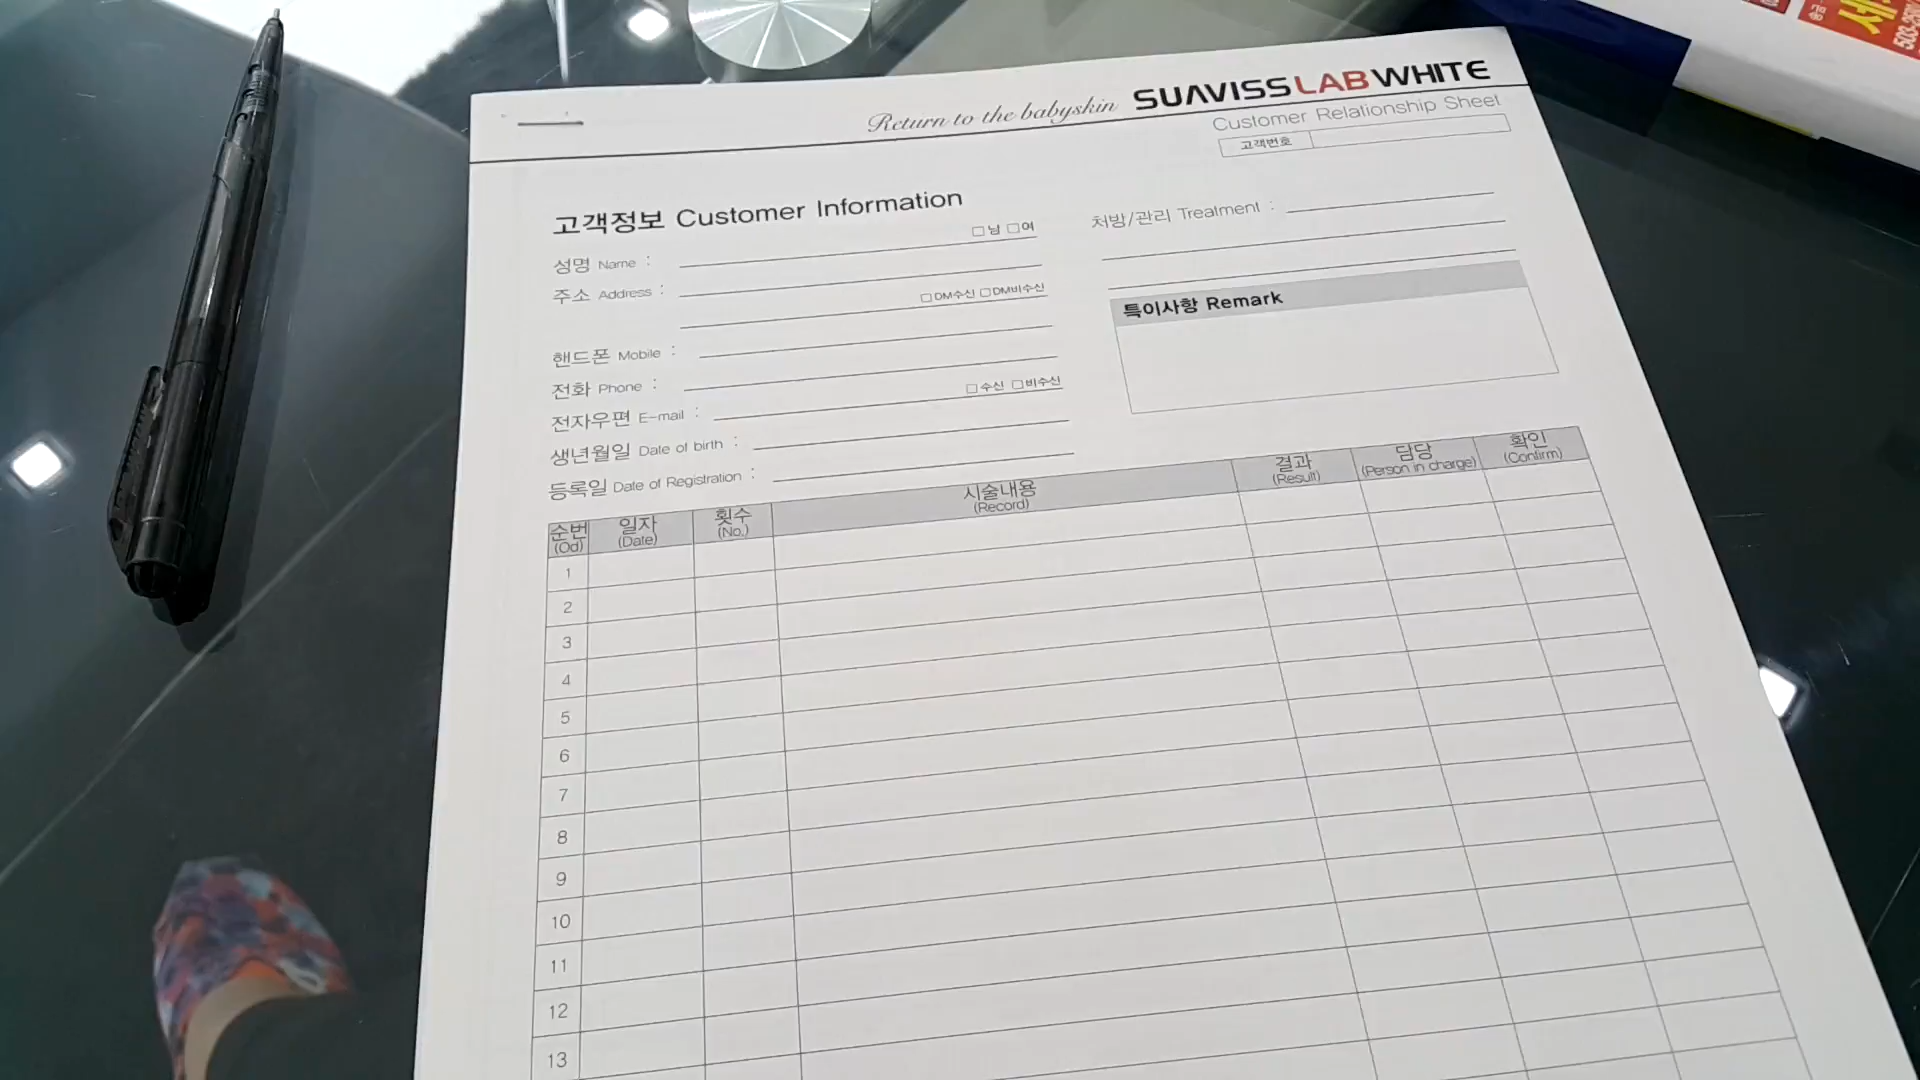 Return to the babyskin SUAVISS LAB WHITE
Customer Relationship Sheet
고객번호
고객정보 Customer Information
□남 □여
성명 Name :
주소 Address :
□DM수신 □DM비수신
핸드폰 Mobile :
전화 Phone :
□수신 □비수신
전자우편 E-mail :
생년월일 Date of birth :
등록일 Date of Registration :
처방/관리 Treatment :
특이사항 Remark
순번 (Od) 일자 (Date) 횟수 (No.) 시술내용 (Record) 결과 (Result) 담당 (Person in charge) 확인 (Confirm)
1
2
3
4
5
6
7
8
9
10
11
12
13